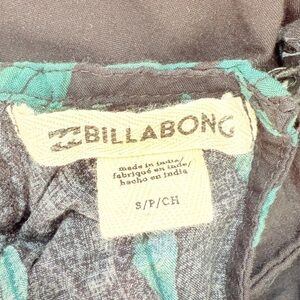 BILLABONG
made in india/
fabriqué en inde/
hecho en india
S/P/CH